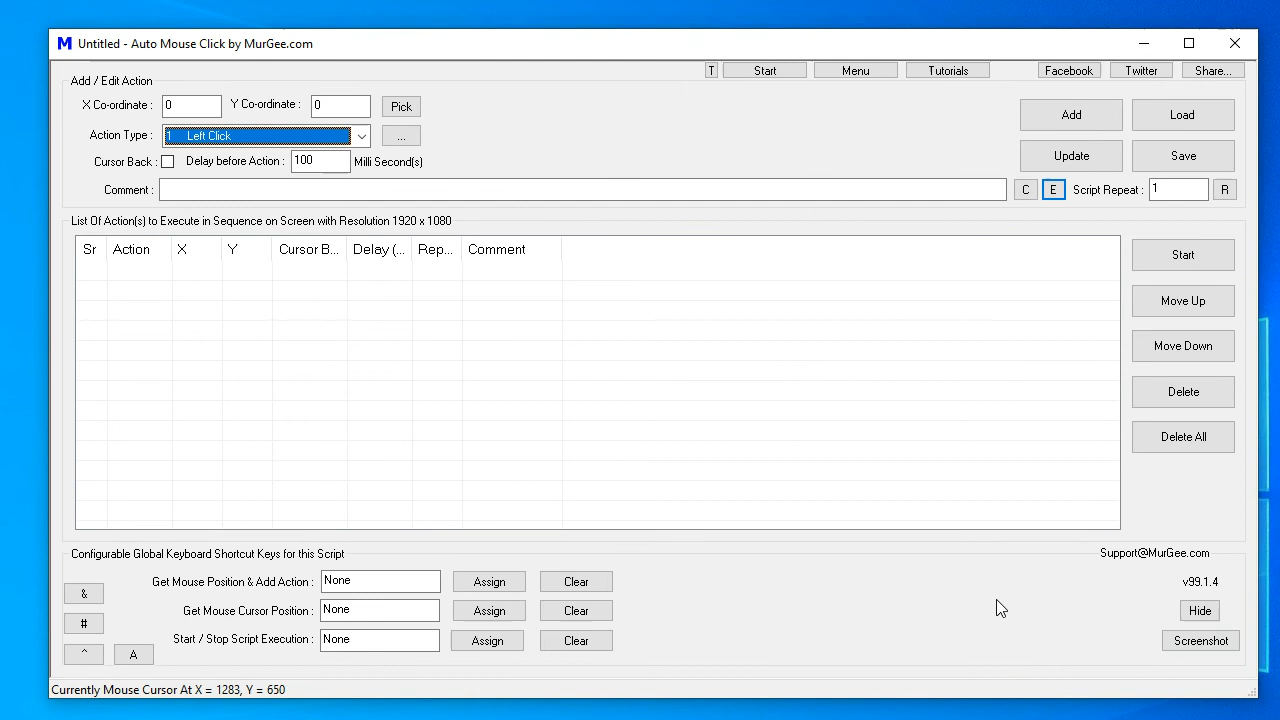 M Untitled - Auto Mouse Click by MurGee.com
T Start Menu Tutorials Facebook Twitter Share...
Add / Edit Action
X Co-ordinate : 0 Y Co-ordinate : 0 Pick
Add Load
Action Type : 1 Left Click ...
Update Save
Cursor Back : Delay before Action : 100 Milli Second(s)
Comment : C E Script Repeat : 1 R
List Of Action(s) to Execute in Sequence on Screen with Resolution 1920 x 1080
Sr Action X Y Cursor B... Delay (... Rep... Comment
Start
Move Up
Move Down
Delete
Delete All
Configurable Global Keyboard Shortcut Keys for this Script Support@MurGee.com
Get Mouse Position & Add Action : None Assign Clear v99.1.4
&
Get Mouse Cursor Position : None Assign Clear Hide
#
Start / Stop Script Execution : None Assign Clear Screenshot
^ A
Currently Mouse Cursor At X = 1283, Y = 650